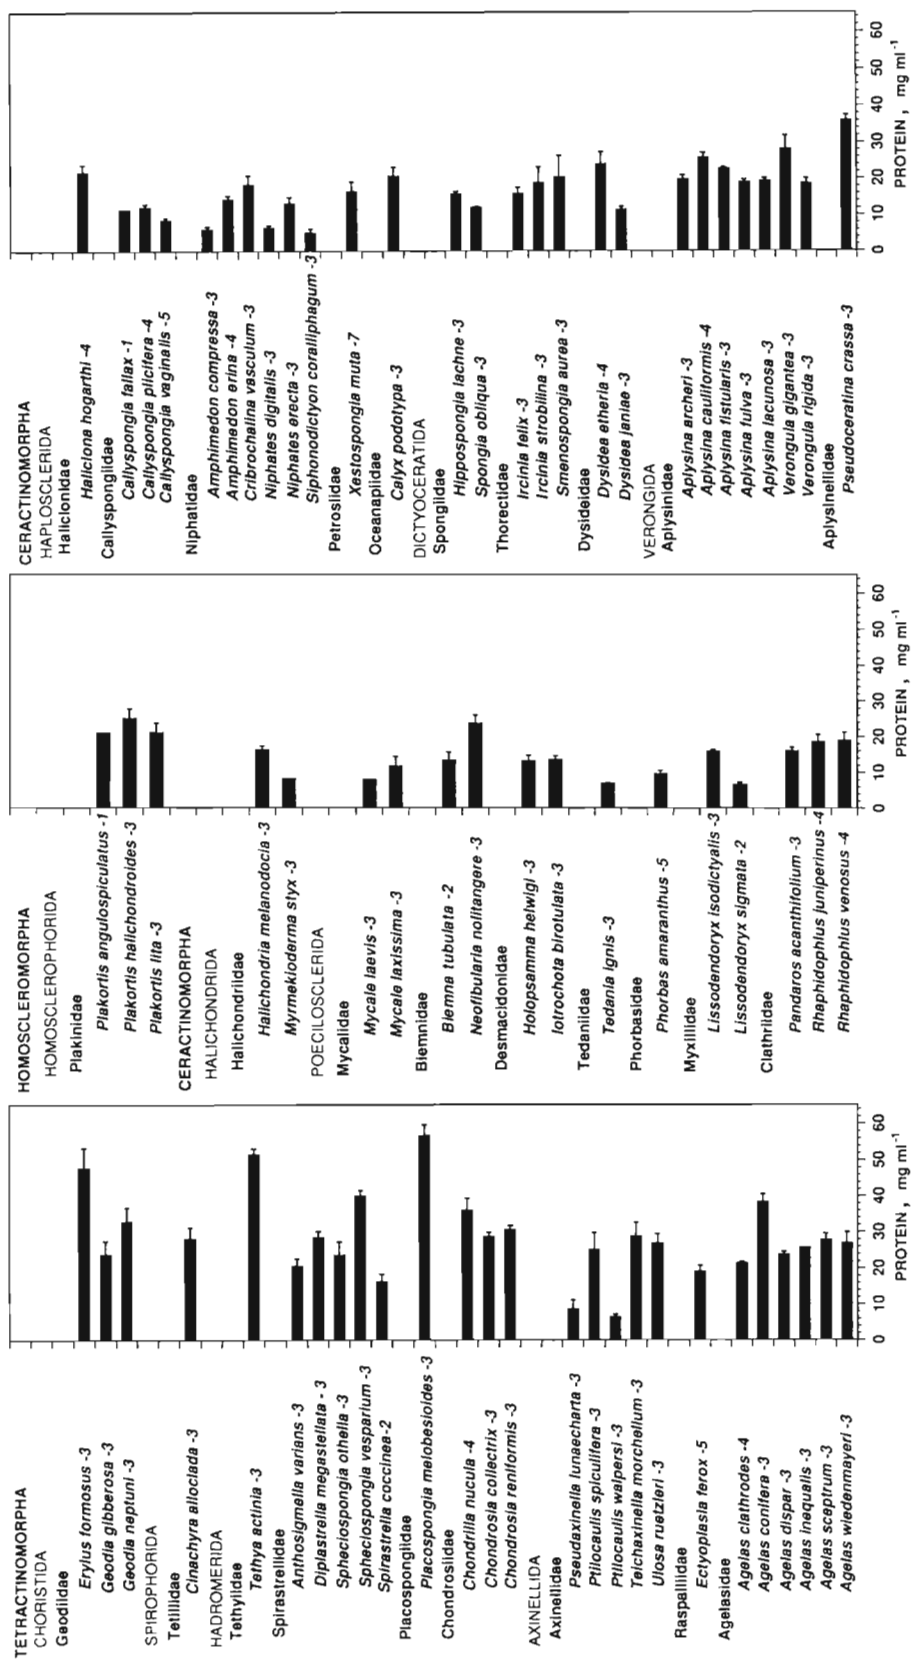 TETRACTINOMORPHA
CHORISTIDA
Geodiidae
Erylus formosus -3
Geodia gibberosa -3
Geodia neptuni -3
SPIROPHORIDA
Tetillidae
Cinachyra alloclada -3
HADROMERIDA
Tethyiidae
Tethya actinia -3
Spirastrellidae
Anthosigmella varians -3
Diplastrella megastellata - 3
Spheciospongia othella -3
Spheciospongia vesparium -3
Spirastrella coccinea-2
Placospongiidae
Placospongia melobesioides -3
Chondrosiidae
Chondrilla nucula -4
Chondrosia collectrix -3
Chondrosia reniformis -3
AXINELLIDA
Axinellidae
Pseudaxinella lunaecharta -3
Ptilocaulis spiculifera -3
Ptilocaulis walpersi -3
Teichaxinella morchellum -3
Ulosa ruetzleri -3
Raspailiidae
Ectyoplasia ferox -5
Agelasidae
Agelas clathrodes -4
Agelas conifera -3
Agelas dispar -3
Agelas inequalis -3
Agelas sceptrum -3
Agelas wiedenmayeri -3
0 10 20 30 40 50 60
PROTEIN , mg ml -1
HOMOSCLEROMORPHA
HOMOSCLEROPHORIDA
Plakinidae
Plakortis angulospiculatus -1
Plakortis halichondroides -3
Plakortis lita -3
CERACTINOMORPHA
HALICHONDRIDA
Halichondriidae
Halichondria melanodocia -3
Myrmekioderma styx -3
POECILOSCLERIDA
Mycalidae
Mycale laevis -3
Mycale laxissima -3
Biemnidae
Biemna tubulata -2
Neofibularia nolitangere -3
Desmacidonidae
Holopsamma helwigi -3
Iotrochota birotulata -3
Tedaniidae
Tedania ignis -3
Phorbasidae
Phorbas amaranthus -5
Myxillidae
Lissodendoryx isodictyalis -3
Lissodendoryx sigmata -2
Clathriidae
Pandaros acanthifolium -3
Rhaphidophlus juniperinus -4
Rhaphidophlus venosus -4
0 10 20 30 40 50 60
PROTEIN , mg ml -1
CERACTINOMORPHA
HAPLOSCLERIDA
Haliclonidae
Haliclona hogarthi -4
Callyspongiidae
Callyspongia fallax -1
Callyspongia plicifera -4
Callyspongia vaginalis -5
Niphatidae
Amphimedon compressa -3
Amphimedon erina -4
Cribrochalina vasculum -3
Niphates digitalis -3
Niphates erecta -3
Siphonodictyon coralliphagum -3
Petrosiidae
Xestospongia muta -7
Oceanapiidae
Calyx podotypa -3
DICTYOCERATIDA
Spongiidae
Hippospongia lachne -3
Spongia obliqua -3
Thorectidae
Ircinia felix -3
Ircinia strobilina -3
Smenospongia aurea -3
Dysideidae
Dysidea etheria -4
Dysidea janiae -3
VERONGIDA
Aplysinidae
Aplysina archeri -3
Aplysina cauliformis -4
Aplysina fistularis -3
Aplysina fulva -3
Aplysina lacunosa -3
Verongula gigantea -3
Verongula rigida -3
Aplysinellidae
Pseudoceratina crassa -3
0 10 20 30 40 50 60
PROTEIN , mg ml -1